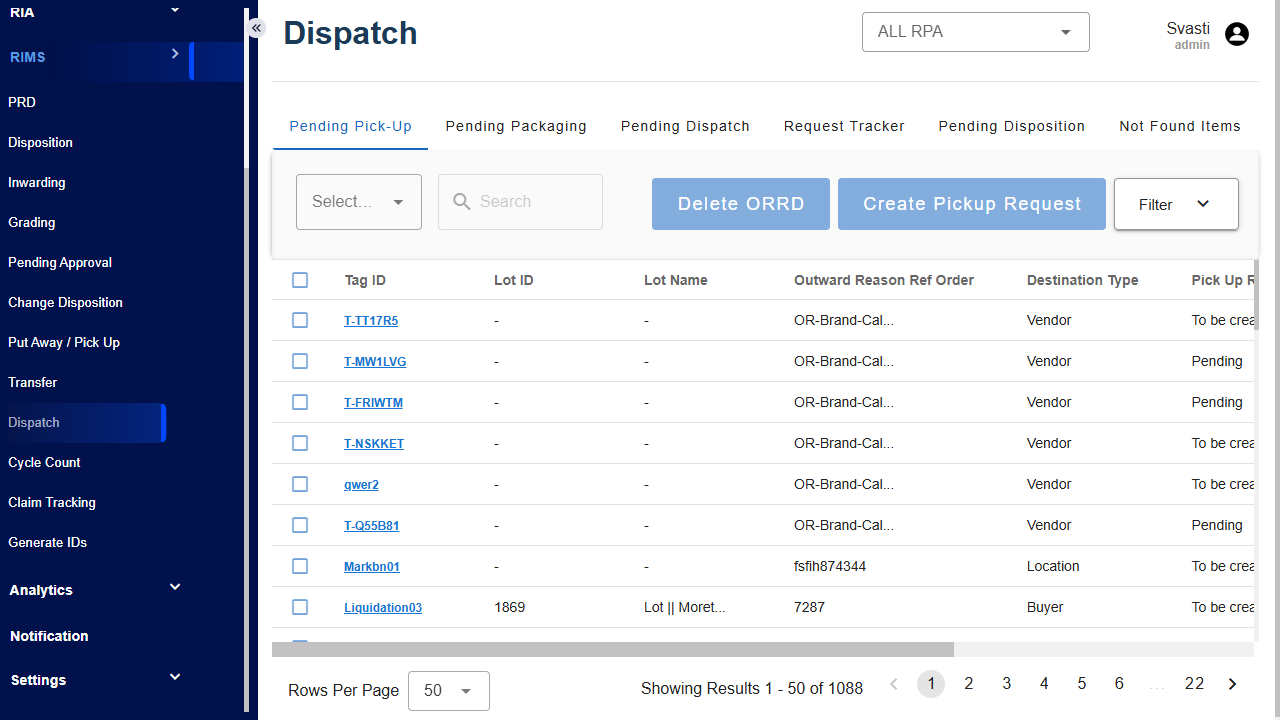 RIA
RIMS
PRD
Disposition
Inwarding
Grading
Pending Approval
Change Disposition
Put Away / Pick Up
Transfer
Dispatch
Cycle Count
Claim Tracking
Generate IDs
Analytics
Notification
Settings
Dispatch
ALL RPA
Svasti
admin
Pending Pick-Up Pending Packaging Pending Dispatch Request Tracker Pending Disposition Not Found Items
Select... Search Delete ORRD Create Pickup Request Filter
Tag ID Lot ID Lot Name Outward Reason Ref Order Destination Type Pick Up R
T-TT17R5 - - OR-Brand-Cal... Vendor To be crea
T-MW1LVG - - OR-Brand-Cal... Vendor Pending
T-FRIWTM - - OR-Brand-Cal... Vendor Pending
T-NSKKET - - OR-Brand-Cal... Vendor To be crea
qwer2 - - OR-Brand-Cal... Vendor To be crea
T-Q55B81 - - OR-Brand-Cal... Vendor Pending
Markbn01 - - fsfih874344 Location To be crea
Liquidation03 1869 Lot || Moret... 7287 Buyer To be crea
Rows Per Page 50 Showing Results 1 - 50 of 1088 1 2 3 4 5 6 ... 22